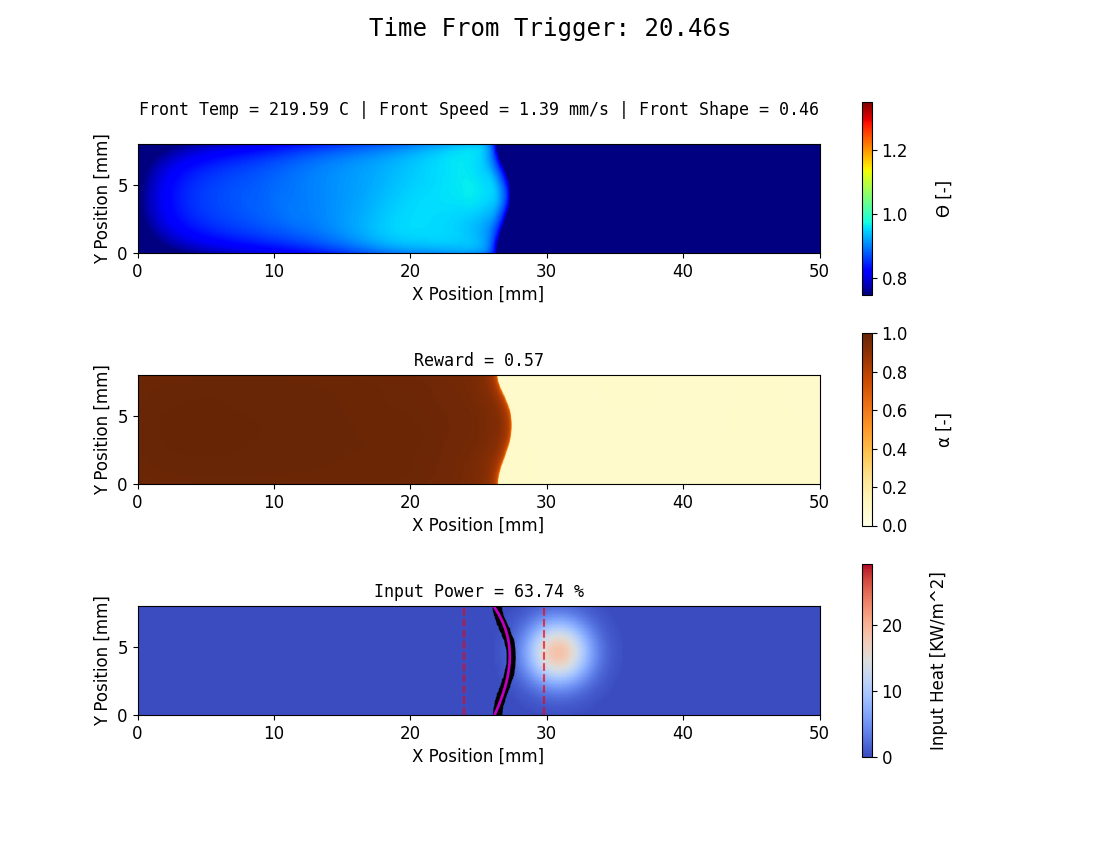 Time From Trigger: 20.46s
Front Temp = 219.59 C | Front Speed = 1.39 mm/s | Front Shape = 0.46
Y Position [mm]
5
0
0 10 20 30 40 50
X Position [mm]
1.2
1.0
0.8
Θ [-]
Reward = 0.57
Y Position [mm]
5
0
0 10 20 30 40 50
X Position [mm]
1.0
0.8
0.6
0.4
0.2
0.0
α [-]
Input Power = 63.74 %
Y Position [mm]
5
0
0 10 20 30 40 50
X Position [mm]
20
10
0
Input Heat [KW/m^2]